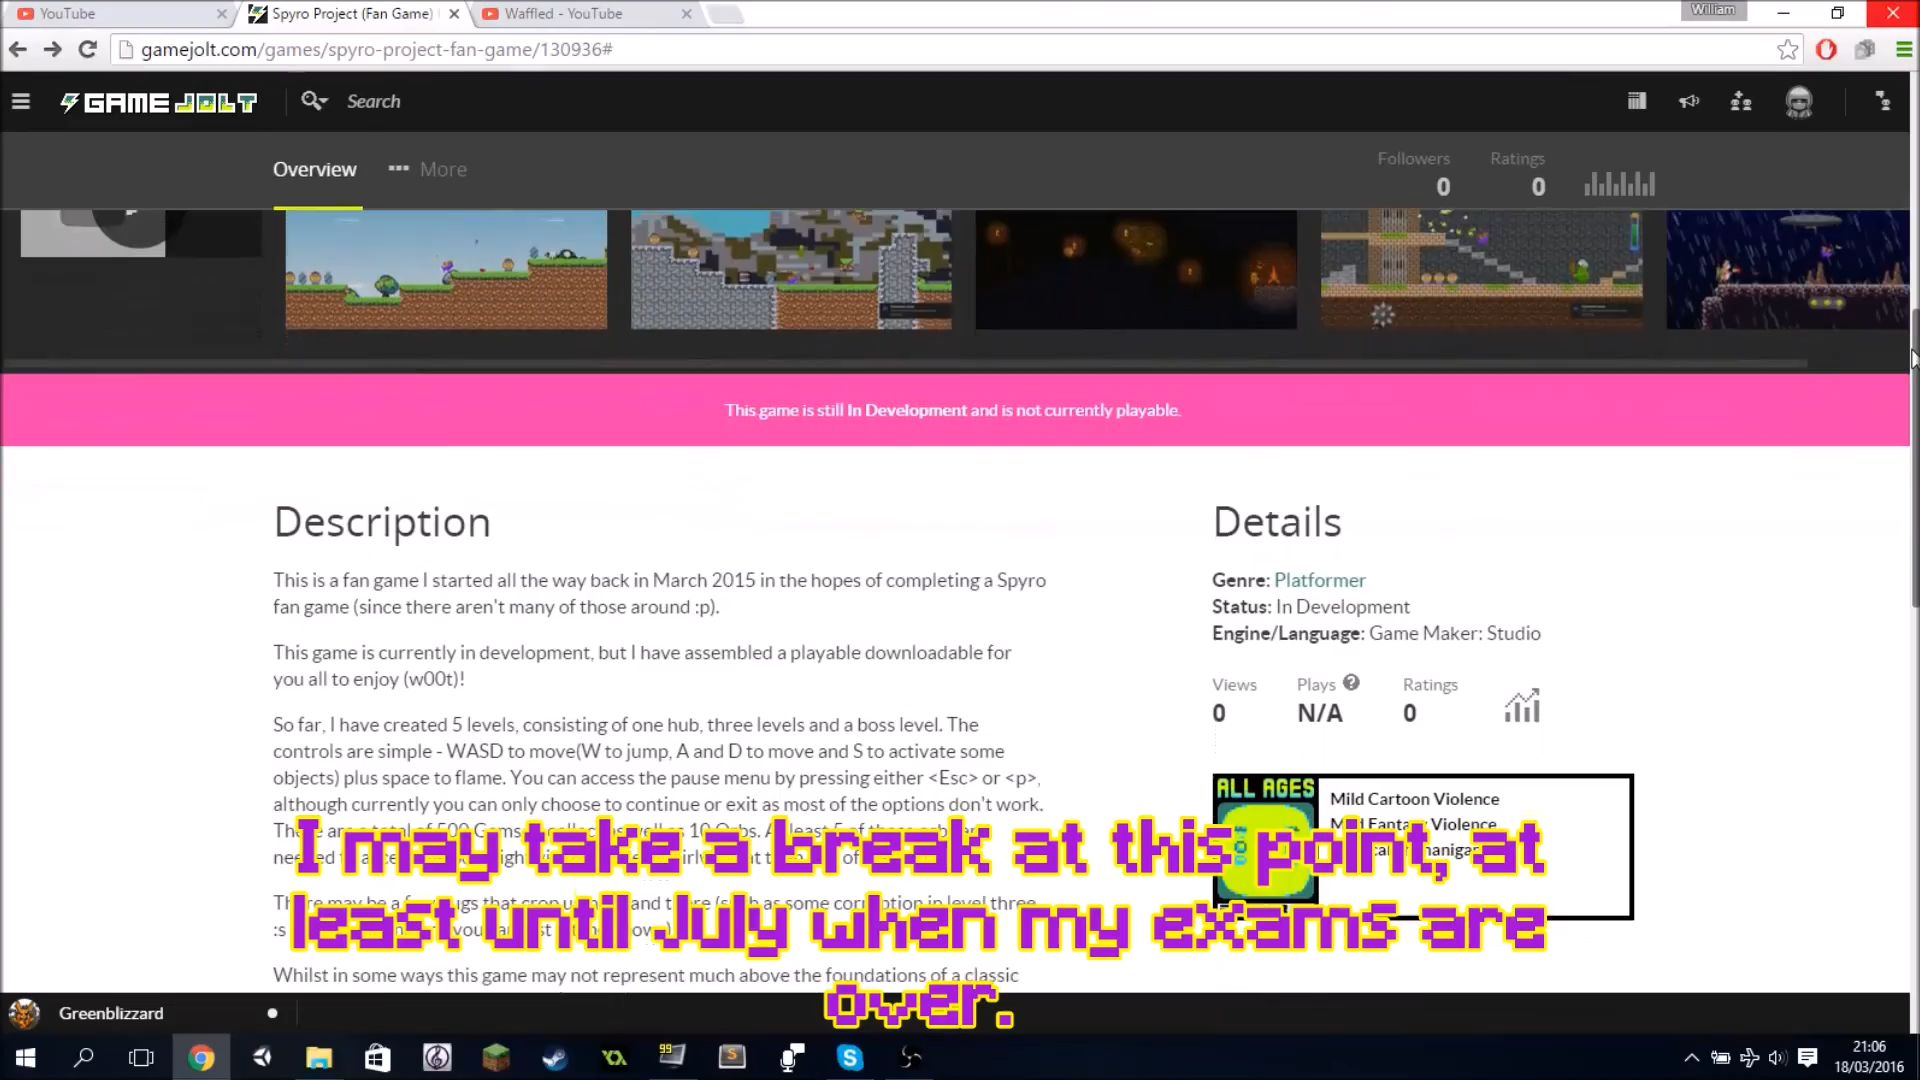 YouTube
Spyro Project (Fan Game)
Waffled - YouTube
William
gamejolt.com/games/spyro-project-fan-game/130936#
GAME JOLT
Search
Overview
More
Followers
0
Ratings
0
This game is still In Development and is not currently playable.
Description
This is a fan game I started all the way back in March 2015 in the hopes of completing a Spyro
fan game (since there aren't many of those around :p).
This game is currently in development, but I have assembled a playable downloadable for
you all to enjoy (w00t)!
So far, I have created 5 levels, consisting of one hub, three levels and a boss level. The
controls are simple - WASD to move(W to jump, A and D to move and S to activate some
objects) plus space to flame. You can access the pause menu by pressing either <Esc> or <p>,
although currently you can only choose to continue or exit as most of the options don't work.
Whilst in some ways this game may not represent much above the foundations of a classic
Details
Genre: Platformer
Status: In Development
Engine/Language: Game Maker: Studio
Views
0
Plays
N/A
Ratings
0
ALL AGES
Mild Cartoon Violence
Violence
I may take a break at this point, at
least until July when my exams are
over.
Greenblizzard
99
21:06
18/03/2016